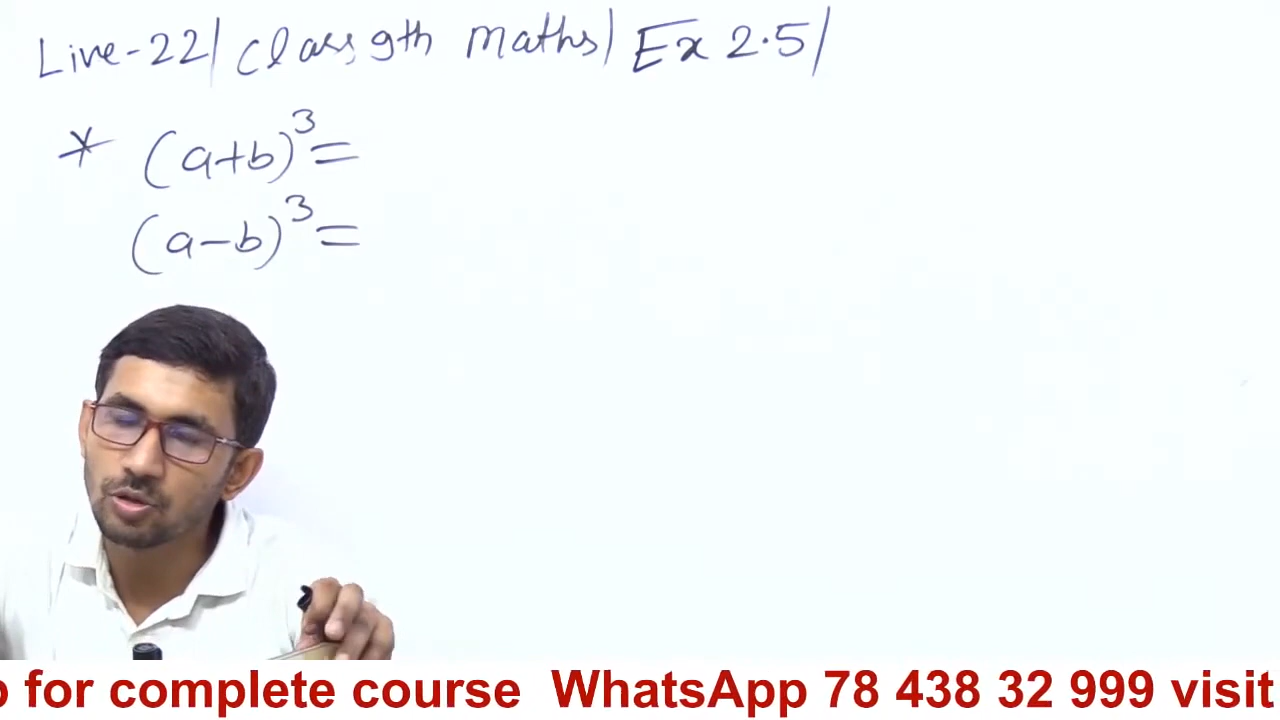 Live-22| Class 9th maths| Ex 2.5|
* (a+b)³=
(a-b)³=
for complete course WhatsApp 78 438 32 999 visit